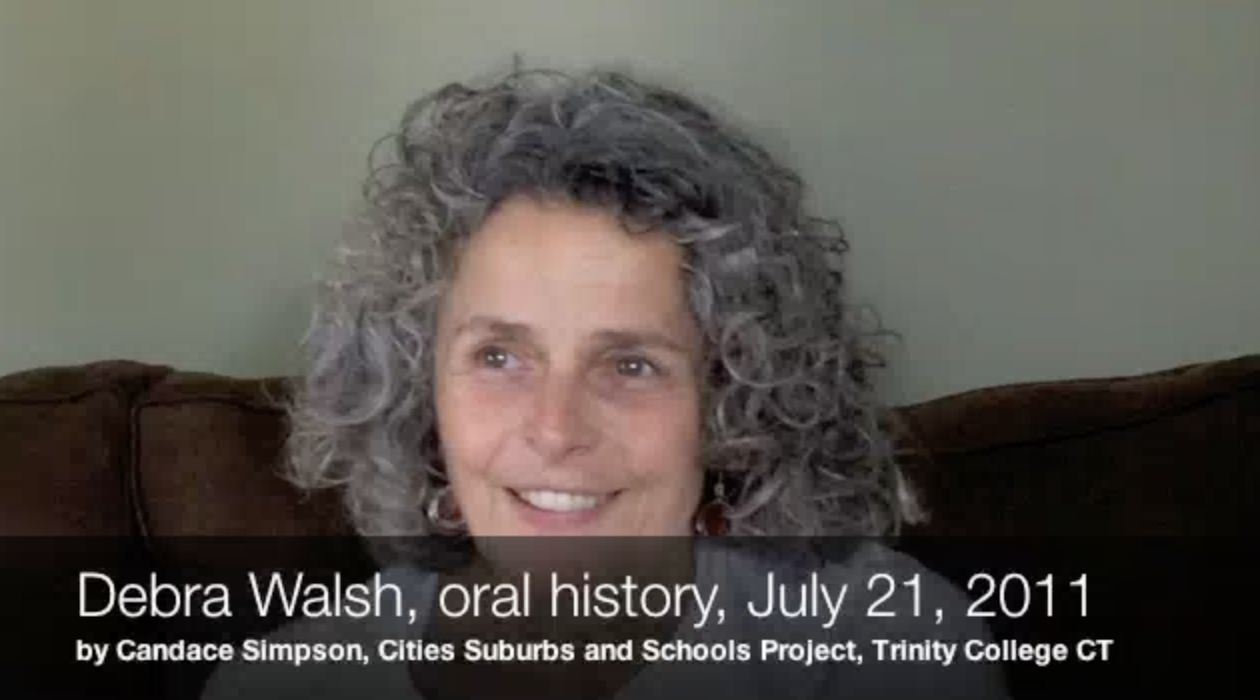 Debra Walsh, oral history, July 21, 2011
by Candace Simpson, Cities Suburbs and Schools Project, Trinity College CT